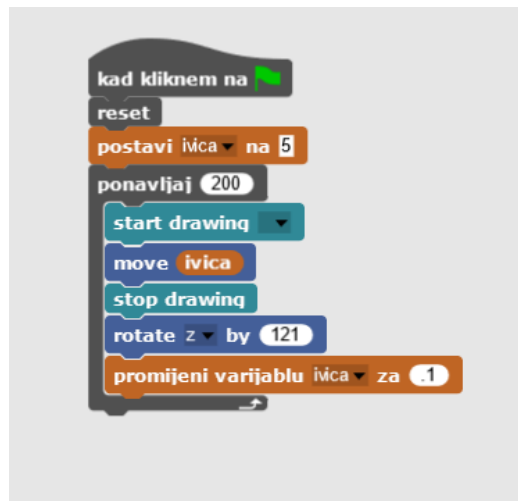 kad kliknem na
reset
postavi ivica na 5
ponavljaj 200
start drawing
move ivica
stop drawing
rotate z by 121
promijeni varijablu ivica za .1